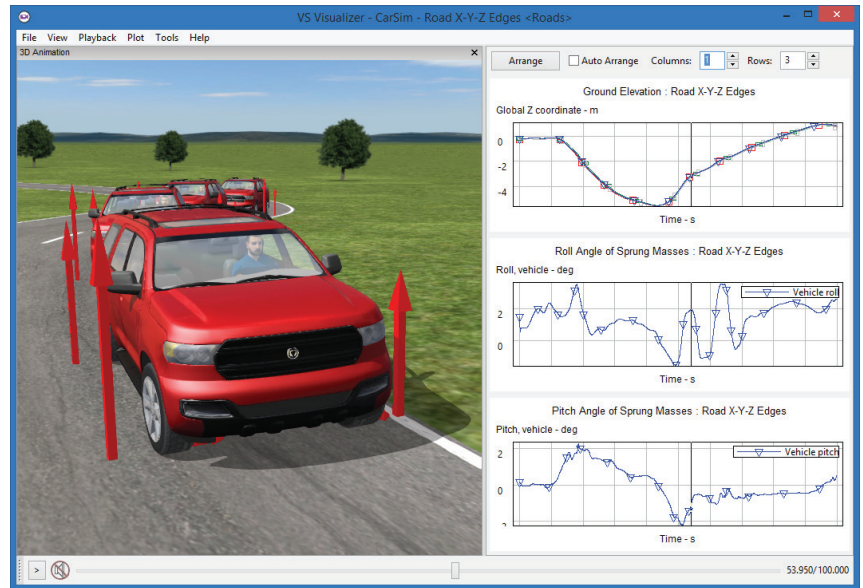 VS Visualizer - CarSim - Road X-Y-Z Edges <Roads>
File View Playback Plot Tools Help
3D Animation
Arrange Auto Arrange Columns: 1 Rows: 3
Ground Elevation : Road X-Y-Z Edges
Global Z coordinate - m
0
-2
-4
Time - s
Roll Angle of Sprung Masses : Road X-Y-Z Edges
Roll, vehicle - deg
Vehicle roll
2
0
Time - s
Pitch Angle of Sprung Masses : Road X-Y-Z Edges
Pitch, vehicle - deg
Vehicle pitch
2
0
Time - s
53.950/100.000